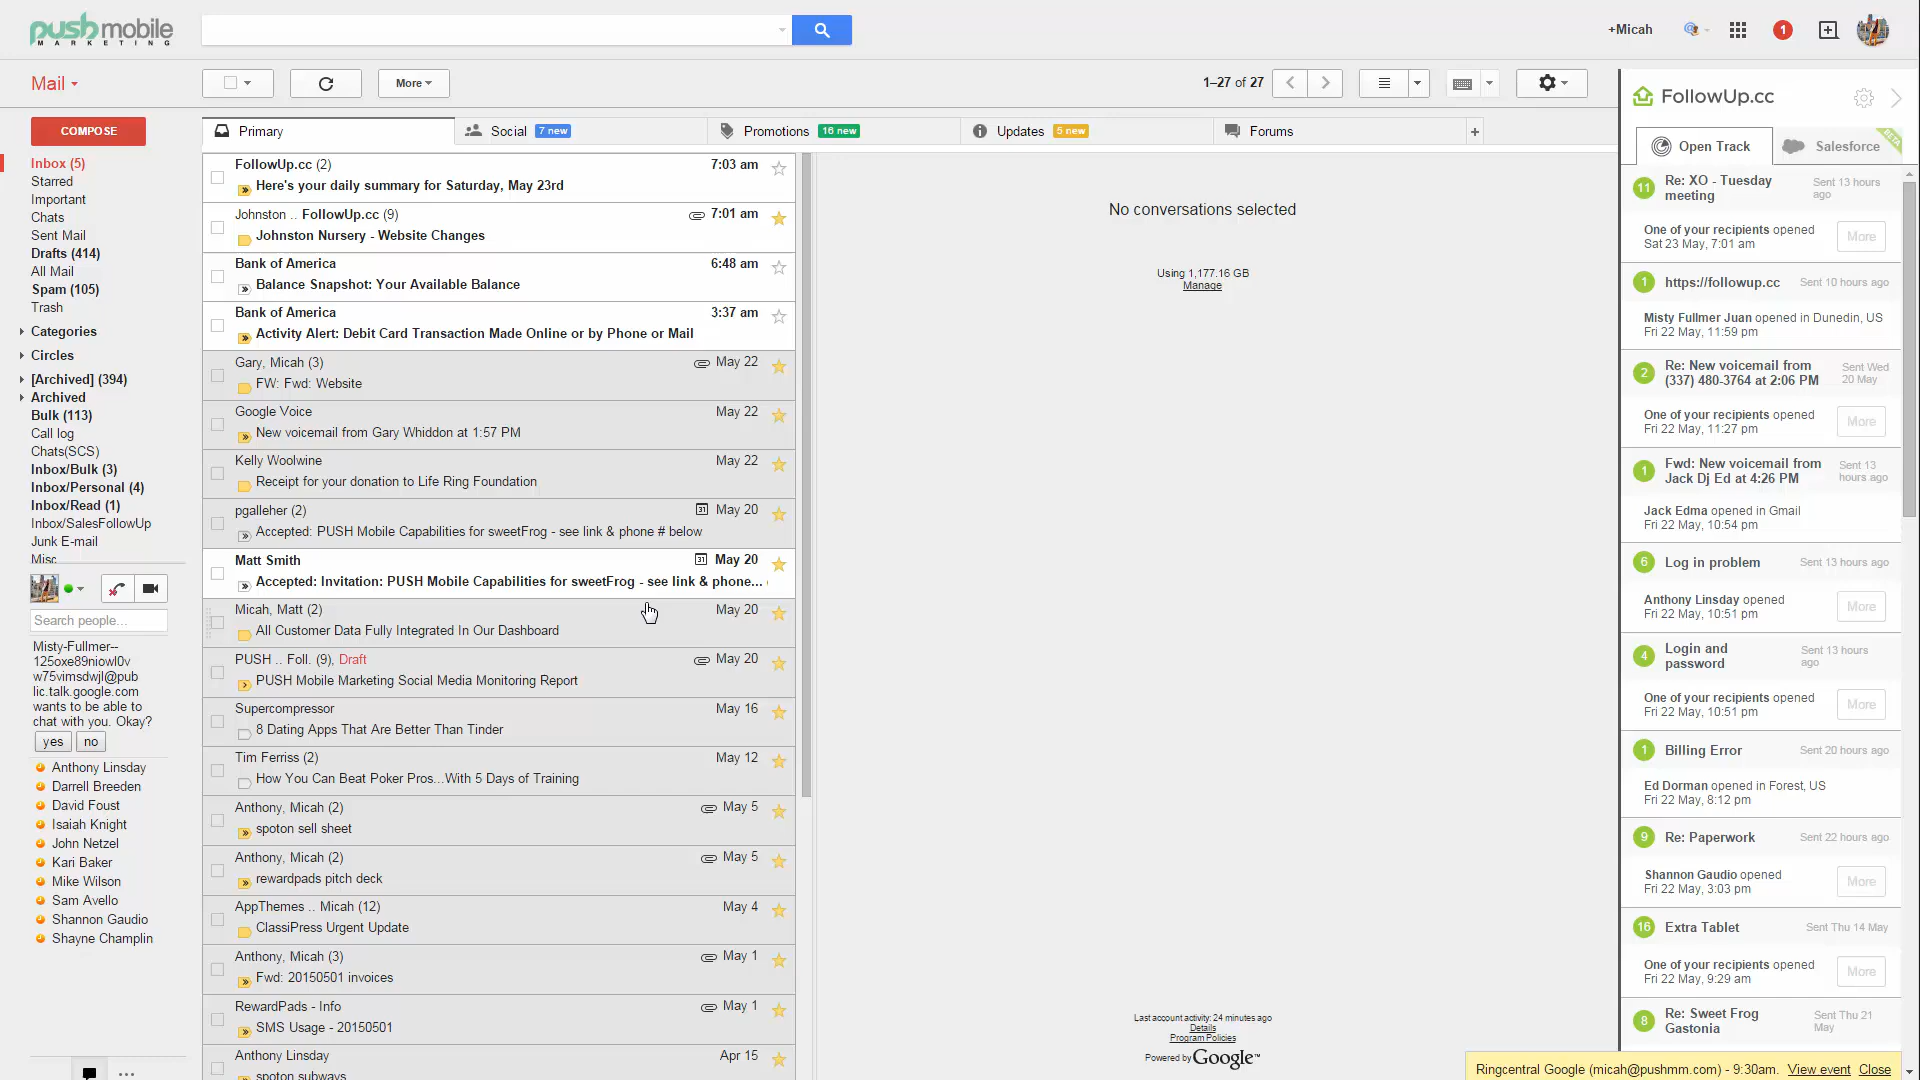 pushmobile
MARKETING
+Micah
1
Mail
More
1–27 of 27
COMPOSE
Inbox (5)
Starred
Important
Chats
Sent Mail
Drafts (414)
All Mail
Spam (105)
Trash
Categories
Circles
[Archived] (394)
Archived
Bulk (113)
Call log
Chats(SCS)
Inbox/Bulk (3)
Inbox/Personal (4)
Inbox/Read (1)
Inbox/SalesFollowUp
Junk E-mail
Misc
Search people...
Misty-Fullmer--
125oxe89niowl0v
w75vimsdwjl@pub
lic.talk.google.com
wants to be able to
chat with you. Okay?
yes no
Anthony Linsday
Darrell Breeden
David Foust
Isaiah Knight
John Netzel
Kari Baker
Mike Wilson
Sam Avello
Shannon Gaudio
Shayne Champlin
Primary
Social 7 new
Promotions 16 new
Updates 5 new
Forums
+
FollowUp.cc (2) 7:03 am
Here's your daily summary for Saturday, May 23rd
Johnston .. FollowUp.cc (9) 7:01 am
Johnston Nursery - Website Changes
Bank of America 6:48 am
Balance Snapshot: Your Available Balance
Bank of America 3:37 am
Activity Alert: Debit Card Transaction Made Online or by Phone or Mail
Gary, Micah (3) May 22
FW: Fwd: Website
Google Voice May 22
New voicemail from Gary Whiddon at 1:57 PM
Kelly Woolwine May 22
Receipt for your donation to Life Ring Foundation
pgalleher (2) 31 May 20
Accepted: PUSH Mobile Capabilities for sweetFrog - see link & phone # below
Matt Smith 31 May 20
Accepted: Invitation: PUSH Mobile Capabilities for sweetFrog - see link & phone...
Micah, Matt (2) May 20
All Customer Data Fully Integrated In Our Dashboard
PUSH .. Foll. (9), Draft May 20
PUSH Mobile Marketing Social Media Monitoring Report
Supercompressor May 16
8 Dating Apps That Are Better Than Tinder
Tim Ferriss (2) May 12
How You Can Beat Poker Pros...With 5 Days of Training
Anthony, Micah (2) May 5
spoton sell sheet
Anthony, Micah (2) May 5
rewardpads pitch deck
AppThemes .. Micah (12) May 4
ClassiPress Urgent Update
Anthony, Micah (3) May 1
Fwd: 20150501 invoices
RewardPads - Info May 1
SMS Usage - 20150501
Anthony Linsday Apr 15
spoton subways
No conversations selected
Using 1,177.16 GB
Manage
Last account activity: 24 minutes ago
Details
Program Policies
Powered by Google™
FollowUp.cc
Open Track
Salesforce
BETA
11 Re: XO - Tuesday meeting Sent 13 hours ago
One of your recipients opened
Sat 23 May, 7:01 am
More
1 https://followup.cc Sent 10 hours ago
Misty Fullmer Juan opened in Dunedin, US
Fri 22 May, 11:59 pm
2 Re: New voicemail from (337) 480-3764 at 2:06 PM Sent Wed 20 May
One of your recipients opened
Fri 22 May, 11:27 pm
More
1 Fwd: New voicemail from Jack Dj Ed at 4:26 PM Sent 13 hours ago
Jack Edma opened in Gmail
Fri 22 May, 10:54 pm
6 Log in problem Sent 13 hours ago
Anthony Linsday opened
Fri 22 May, 10:51 pm
More
4 Login and password Sent 13 hours ago
One of your recipients opened
Fri 22 May, 10:51 pm
More
1 Billing Error Sent 20 hours ago
Ed Dorman opened in Forest, US
Fri 22 May, 8:12 pm
9 Re: Paperwork Sent 22 hours ago
Shannon Gaudio opened
Fri 22 May, 3:03 pm
More
16 Extra Tablet Sent Thu 14 May
One of your recipients opened
Fri 22 May, 9:29 am
More
8 Re: Sweet Frog Gastonia Sent Thu 21 May
Ringcentral Google (micah@pushmm.com) - 9:30am. View event Close